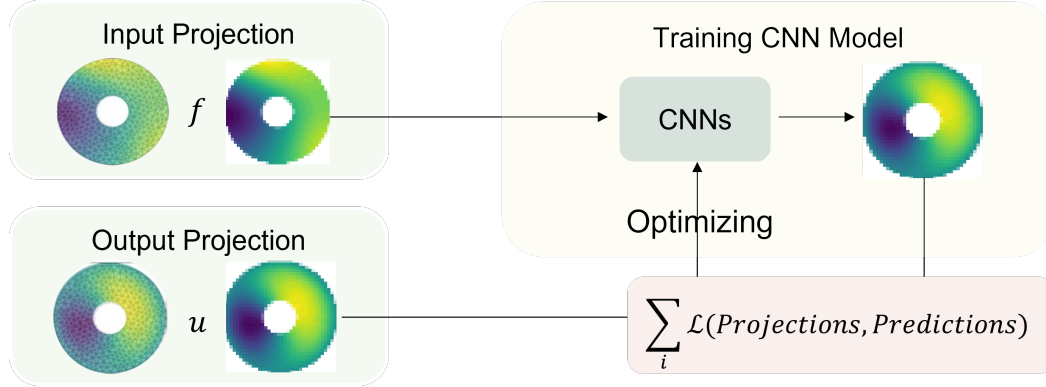 Input Projection
f
Output Projection
u
Training CNN Model
CNNs
Optimizing
∑ᵢ ℒ(Projections, Predictions)